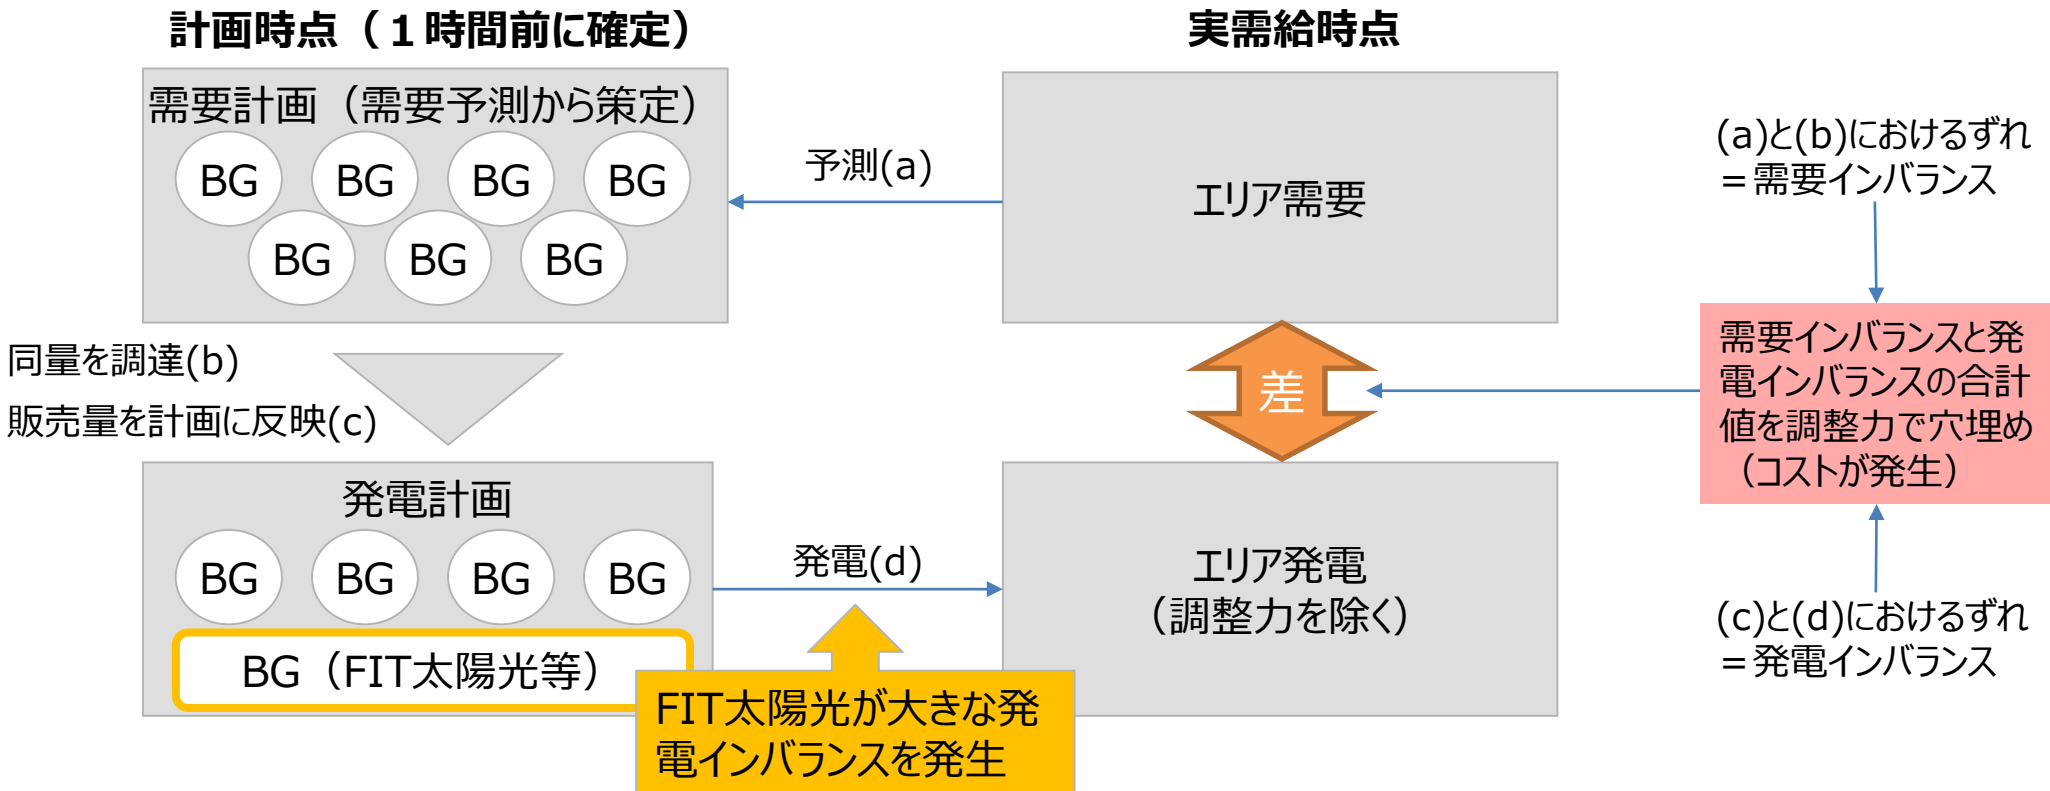 計画時点（１時間前に確定）
需要計画（需要予測から策定）
BG BG BG BG
BG BG BG
同量を調達(b)
販売量を計画に反映(c)
発電計画
BG BG BG BG
BG（FIT太陽光等）
予測(a)
発電(d)
FIT太陽光が大きな発
電インバランスを発生
実需給時点
エリア需要
差
エリア発電
（調整力を除く）
(a)と(b)におけるずれ
＝需要インバランス
需要インバランスと発
電インバランスの合計
値を調整力で穴埋め
（コストが発生）
(c)と(d)におけるずれ
＝発電インバランス